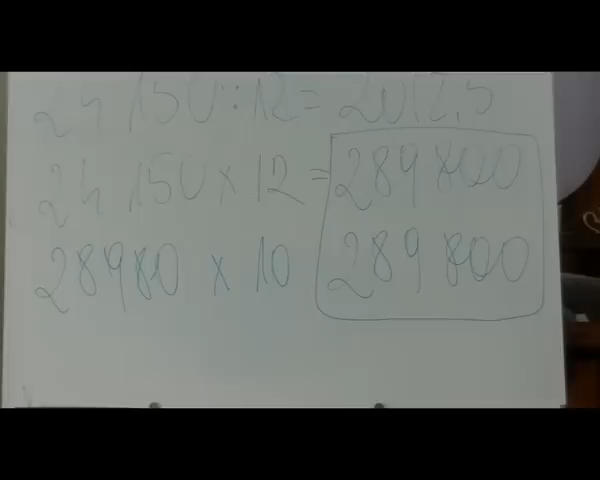 24 150 : 12 = 2012,5
24 150 x 12 = 289 800
28980 x 10 289 800